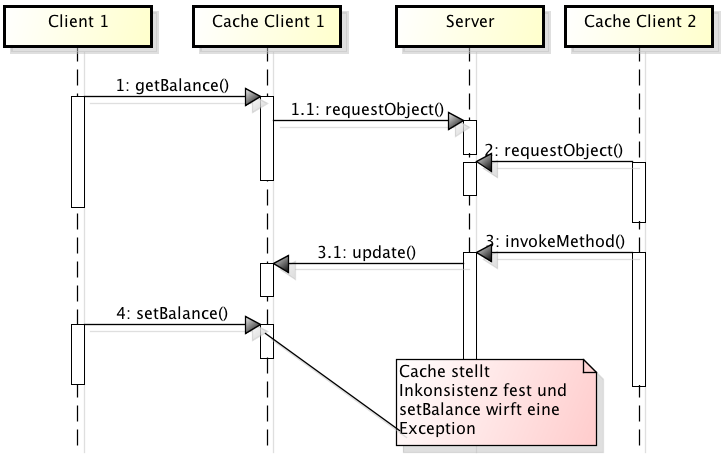 Client 1
Cache Client 1
Server
Cache Client 2
1: getBalance()
1.1: requestObject()
2: requestObject()
3: invokeMethod()
3.1: update()
4: setBalance()
Cache stellt
Inkonsistenz fest und
setBalance wirft eine
Exception